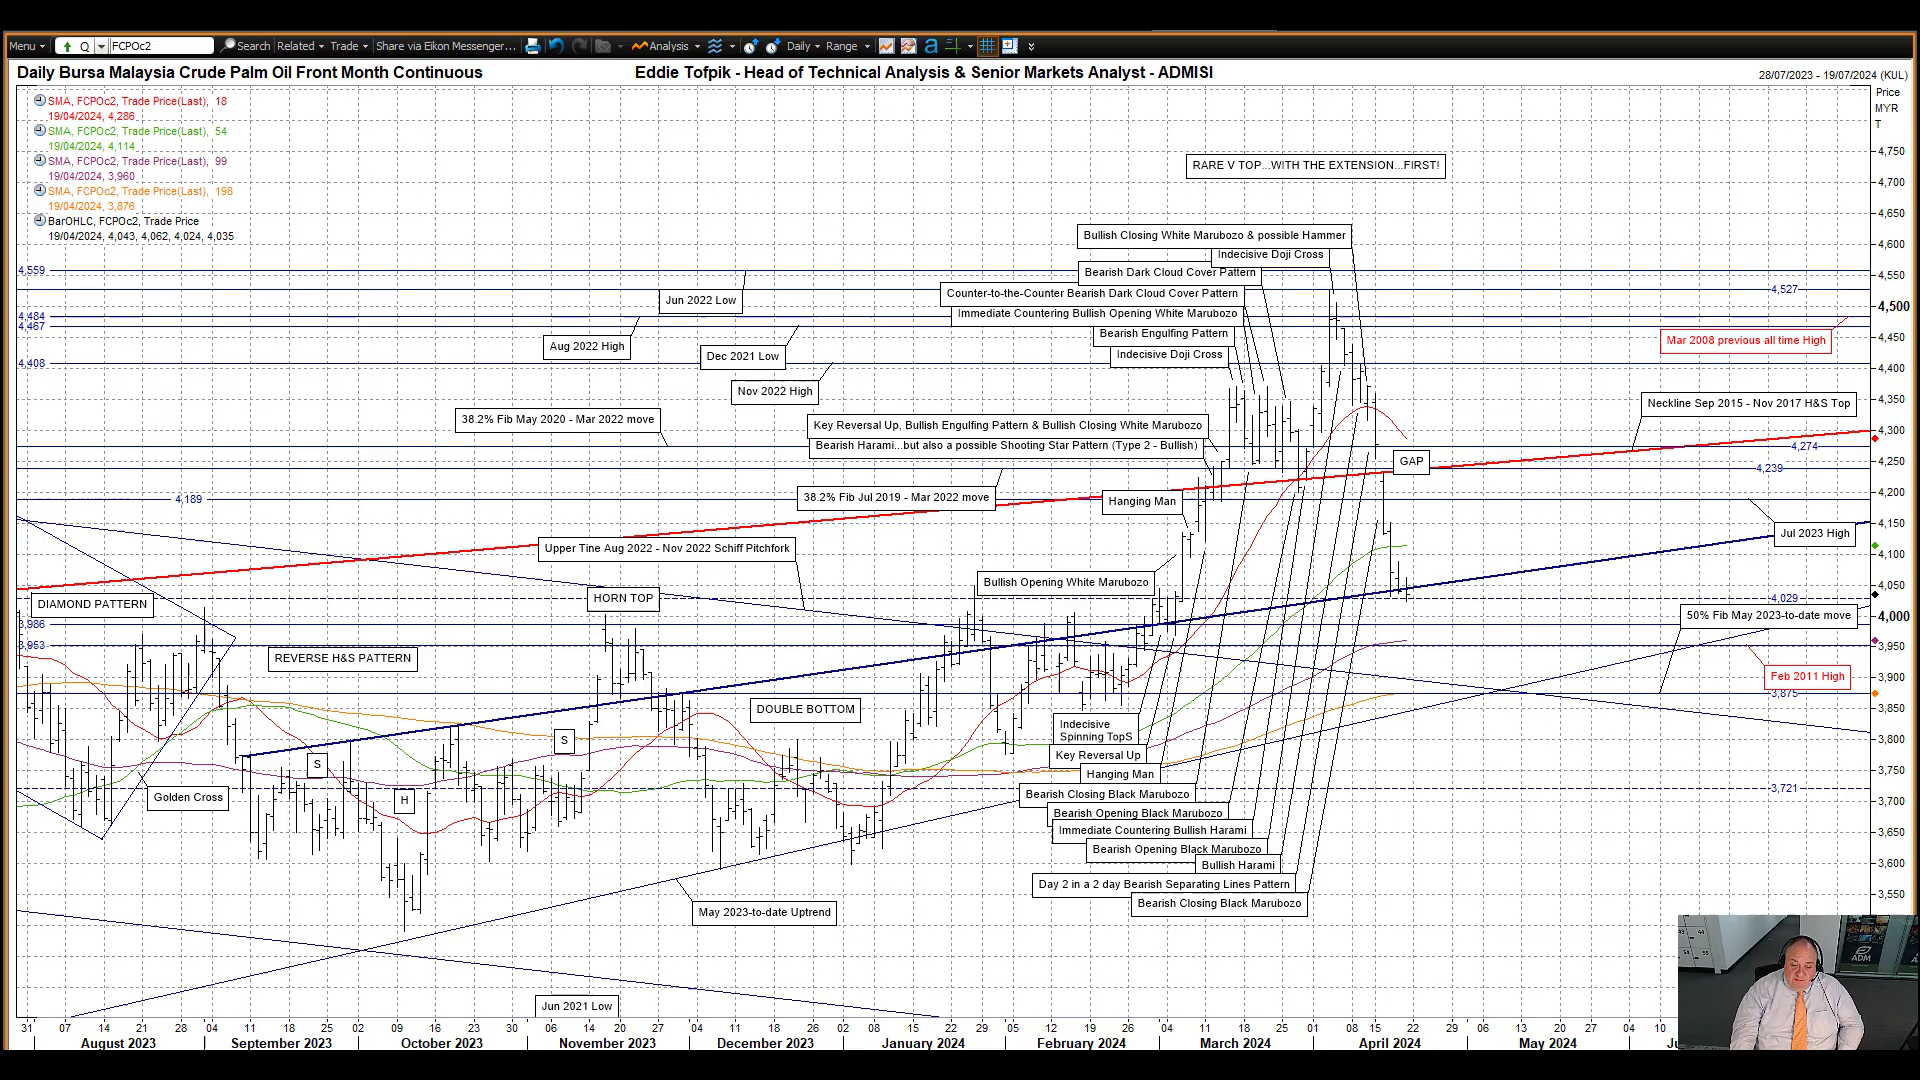 Menu Q FCPOc2 Search Related Trade Share via Eikon Messenger... Analysis Daily Range
Daily Bursa Malaysia Crude Palm Oil Front Month Continuous
Eddie Tofpik - Head of Technical Analysis & Senior Markets Analyst - ADMISI
28/07/2023 - 19/07/2024 (KUL)
SMA, FCPOc2, Trade Price(Last), 18
19/04/2024, 4,286
SMA, FCPOc2, Trade Price(Last), 54
19/04/2024, 4,114
SMA, FCPOc2, Trade Price(Last), 99
19/04/2024, 3,960
SMA, FCPOc2, Trade Price(Last), 198
19/04/2024, 3,876
BarOHLC, FCPOc2, Trade Price
19/04/2024, 4,043, 4,062, 4,024, 4,035
Price
MYR
T
4,750
4,700
4,650
4,600
4,550
4,500
4,450
4,400
4,350
4,300
4,250
4,200
4,150
4,100
4,050
4,000
3,950
3,900
3,850
3,800
3,750
3,700
3,650
3,600
3,550
RARE V TOP...WITH THE EXTENSION...FIRST!
Bullish Closing White Marubozo & possible Hammer
Indecisive Doji Cross
Bearish Dark Cloud Cover Pattern
Counter-to-the-Counter Bearish Dark Cloud Cover Pattern
Immediate Countering Bullish Opening White Marubozo
Bearish Engulfing Pattern
Indecisive Doji Cross
4,559
4,527
4,484
4,467
4,408
Jun 2022 Low
Aug 2022 High
Dec 2021 Low
Nov 2022 High
Mar 2008 previous all time High
38.2% Fib May 2020 - Mar 2022 move
Key Reversal Up, Bullish Engulfing Pattern & Bullish Closing White Marubozo
Bearish Harami...but also a possible Shooting Star Pattern (Type 2 - Bullish)
Neckline Sep 2015 - Nov 2017 H&S Top
4,274
GAP
4,239
4,189
38.2% Fib Jul 2019 - Mar 2022 move
Hanging Man
Jul 2023 High
Upper Tine Aug 2022 - Nov 2022 Schiff Pitchfork
Bullish Opening White Marubozo
DIAMOND PATTERN
HORN TOP
4,029
50% Fib May 2023-to-date move
3,986
3,953
REVERSE H&S PATTERN
Feb 2011 High
3,875
DOUBLE BOTTOM
Indecisive
Spinning TopS
S
S
H
Key Reversal Up
Hanging Man
Golden Cross
3,721
Bearish Closing Black Marubozo
Bearish Opening Black Marubozo
Immediate Countering Bullish Harami
Bearish Opening Black Marubozo
Bullish Harami
Day 2 in a 2 day Bearish Separating Lines Pattern
Bearish Closing Black Marubozo
May 2023-to-date Uptrend
Jun 2021 Low
ADM
31 07 14 21 28 04 11 18 25 02 09 16 23 30 06 14 20 27 04 11 18 26 02 08 15 22 29 05 12 19 26 04 11 18 25 01 08 15 22 29 06 13 20 27 04 10
August 2023 September 2023 October 2023 November 2023 December 2023 January 2024 February 2024 March 2024 April 2024 May 2024